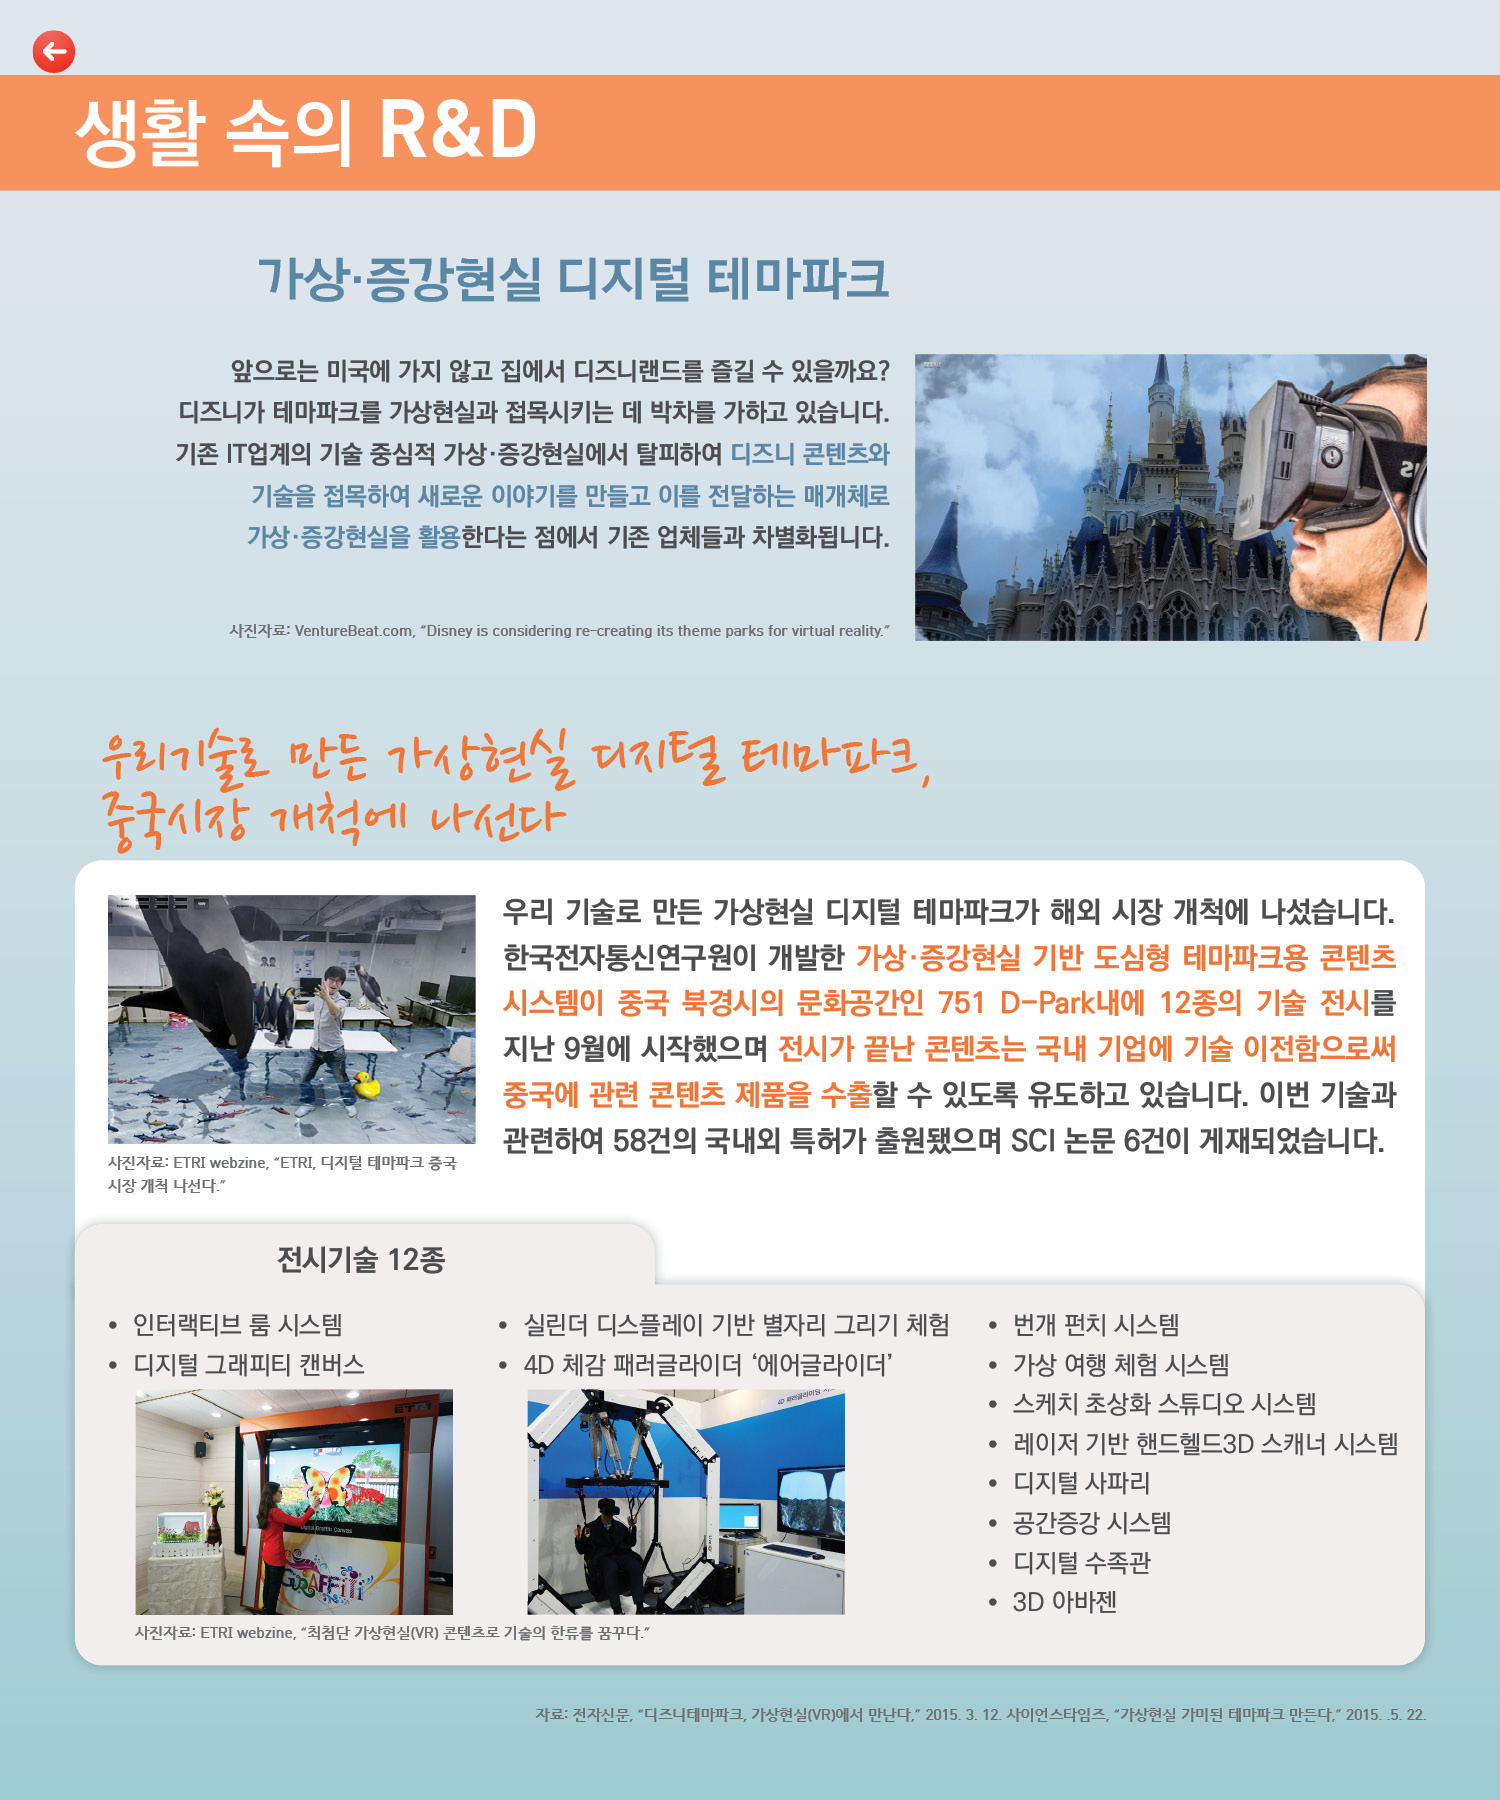 생활 속의 R&D
가상·증강현실 디지털 테마파크
앞으로는 미국에 가지 않고 집에서 디즈니랜드를 즐길 수 있을까요?
디즈니가 테마파크를 가상현실과 접목시키는 데 박차를 가하고 있습니다.
기존 IT업계의 기술 중심적 가상·증강현실에서 탈피하여 디즈니 콘텐츠와
기술을 접목하여 새로운 이야기를 만들고 이를 전달하는 매개체로
가상·증강현실을 활용한다는 점에서 기존 업체들과 차별화됩니다.
사진자료: VentureBeat.com, “Disney is considering re-creating its theme parks for virtual reality.”
우리기술로 만든 가상현실 디지털 테마파크,
중국시장 개척에 나선다
우리 기술로 만든 가상현실 디지털 테마파크가 해외 시장 개척에 나섰습니다.
한국전자통신연구원이 개발한 가상·증강현실 기반 도심형 테마파크용 콘텐츠
시스템이 중국 북경시의 문화공간인 751 D-Park내에 12종의 기술 전시를
지난 9월에 시작했으며 전시가 끝난 콘텐츠는 국내 기업에 기술 이전함으로써
중국에 관련 콘텐츠 제품을 수출할 수 있도록 유도하고 있습니다. 이번 기술과
관련하여 58건의 국내외 특허가 출원됐으며 SCI 논문 6건이 게재되었습니다.
사진자료: ETRI webzine, “ETRI, 디지털 테마파크 중국
시장 개척 나선다.”
전시기술 12종
• 인터랙티브 룸 시스템
• 디지털 그래피티 캔버스
ETRI
Digital Graffiti Canvas
GRAFFiTi
• 실린더 디스플레이 기반 별자리 그리기 체험
• 4D 체감 패러글라이더 ‘에어글라이더’
사진자료: ETRI webzine, “최첨단 가상현실(VR) 콘텐츠로 기술의 한류를 꿈꾸다.”
• 번개 펀치 시스템
• 가상 여행 체험 시스템
• 스케치 초상화 스튜디오 시스템
• 레이저 기반 핸드헬드3D 스캐너 시스템
• 디지털 사파리
• 공간증강 시스템
• 디지털 수족관
• 3D 아바젠
자료: 전자신문, “디즈니테마파크, 가상현실(VR)에서 만난다,” 2015. 3. 12. 사이언스타임즈, “가상현실 가미된 테마파크 만든다,” 2015. .5. 22.